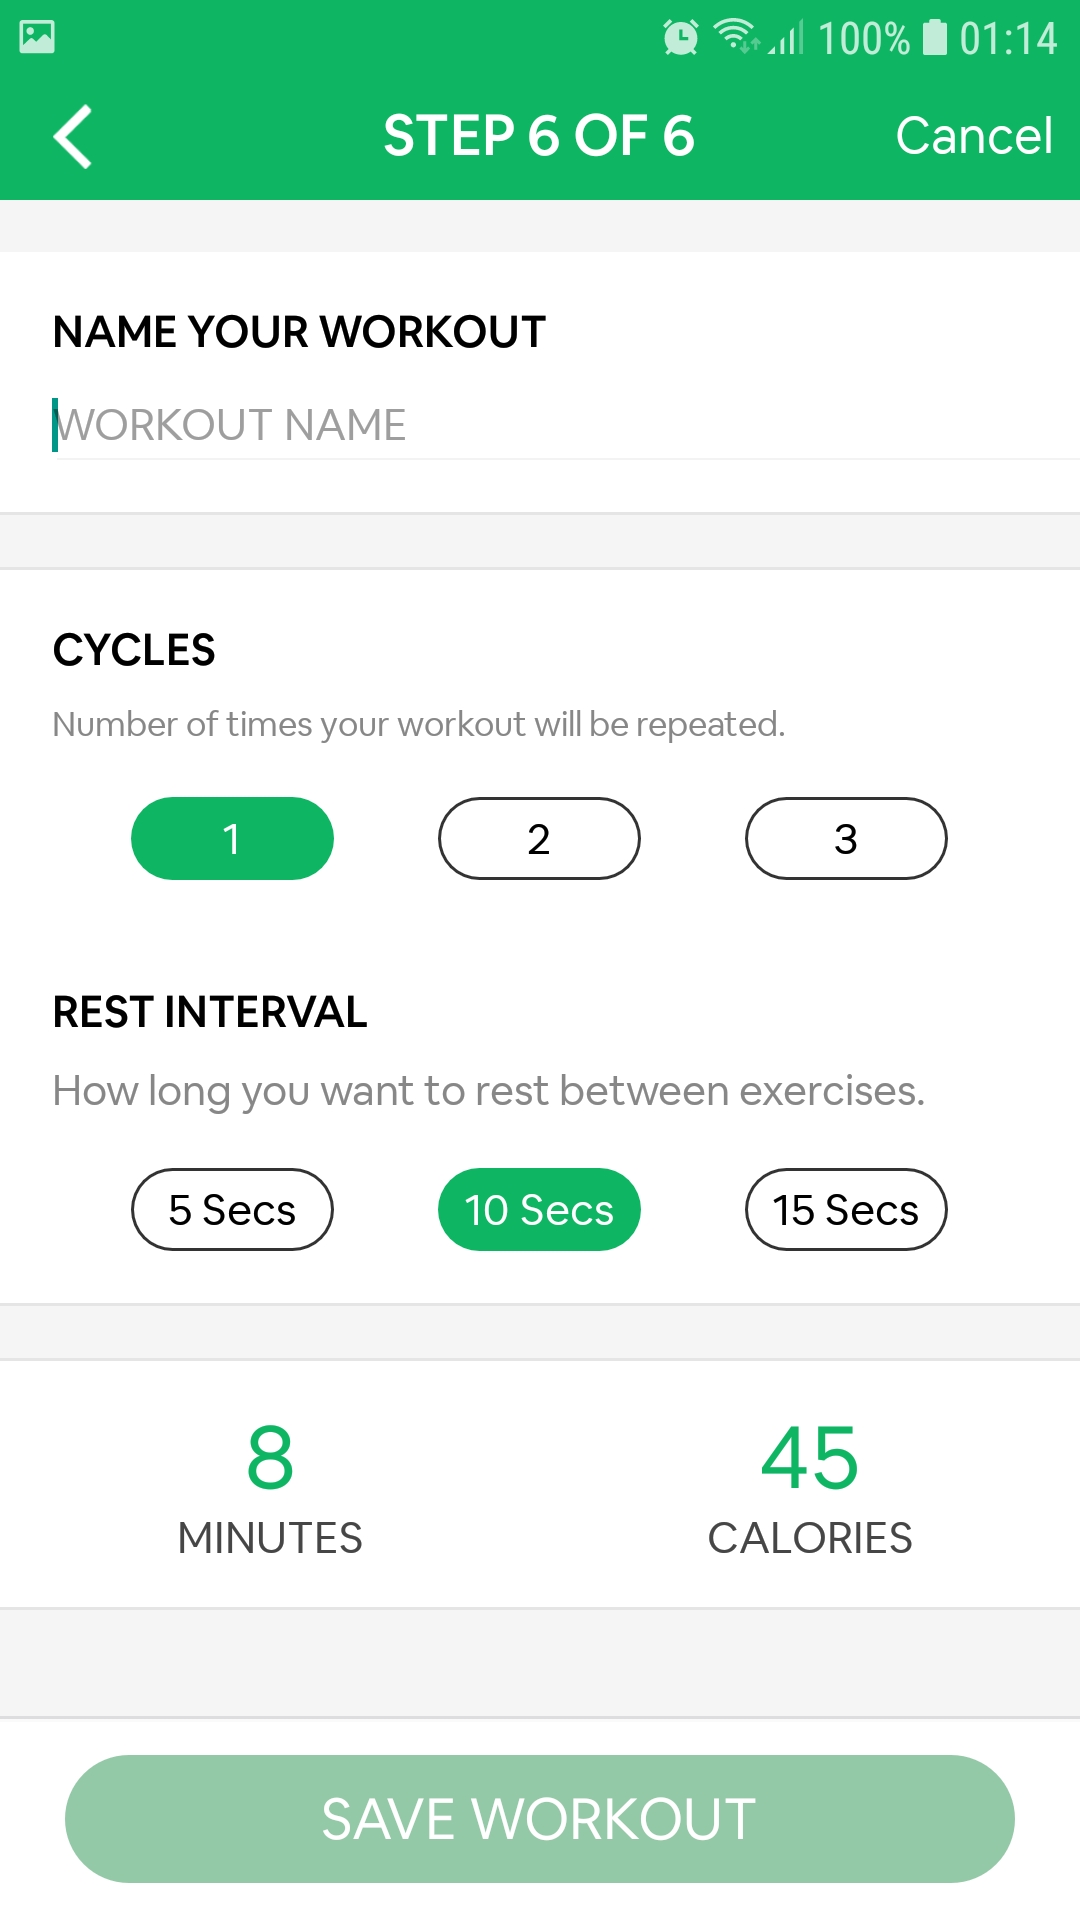 100% 01:14
STEP 6 OF 6 Cancel
NAME YOUR WORKOUT
WORKOUT NAME
CYCLES
Number of times your workout will be repeated.
1 2 3
REST INTERVAL
How long you want to rest between exercises.
5 Secs 10 Secs 15 Secs
8 45
MINUTES CALORIES
SAVE WORKOUT